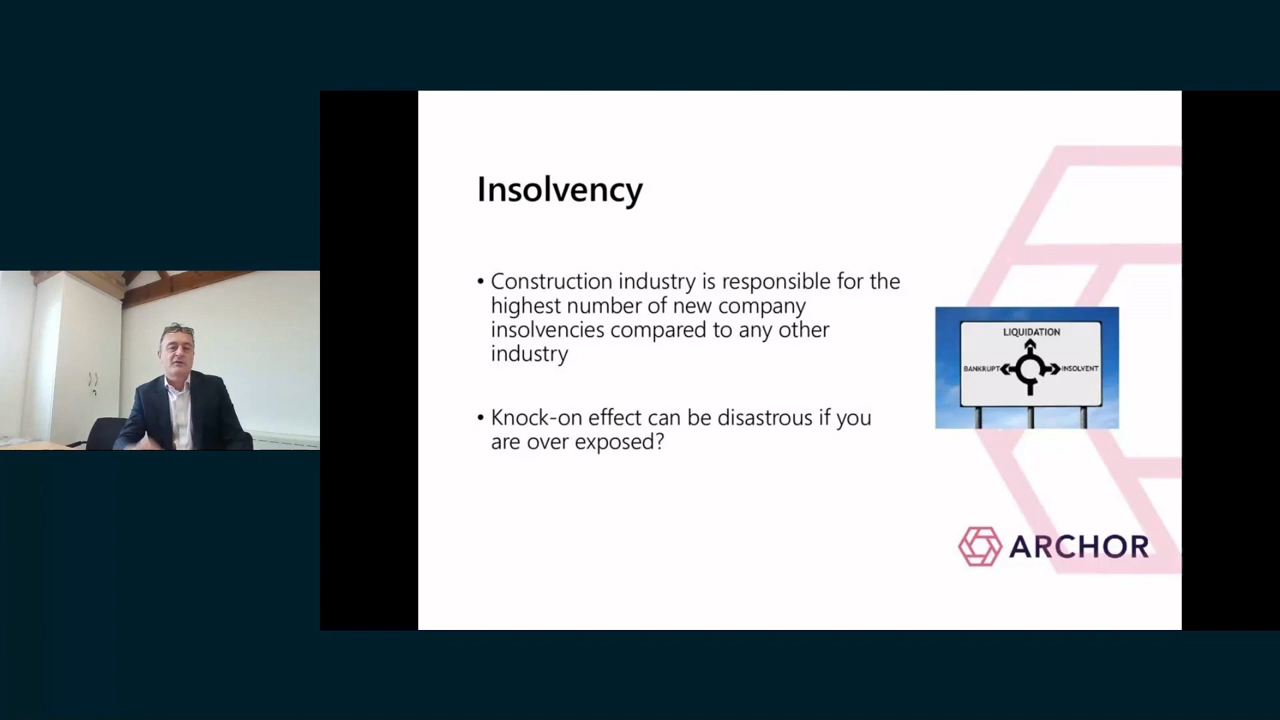 Insolvency
• Construction industry is responsible for the
highest number of new company
insolvencies compared to any other
industry
• Knock-on effect can be disastrous if you
are over exposed?
LIQUIDATION
BANKRUPT
INSOLVENT
ARCHOR